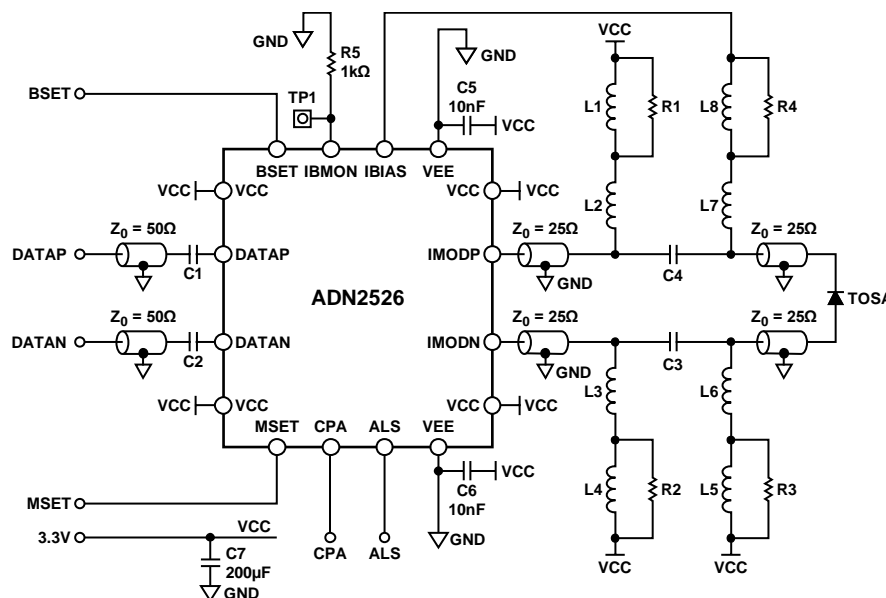 GND
R5
1kΩ
TP1
BSET
GND
C5
10nF
VCC
VCC
L1
R1
L8
R4
L2
L7
BSET
IBMON
IBIAS
VEE
VCC
VCC
VCC
VCC
Z0 = 50Ω
DATAP
C1
DATAP
Z0 = 50Ω
DATAN
C2
DATAN
ADN2526
IMODP
Z0 = 25Ω
GND
C4
Z0 = 25Ω
TOSA
IMODN
Z0 = 25Ω
GND
C3
Z0 = 25Ω
VCC
VCC
VCC
VCC
MSET
CPA
ALS
VEE
L3
L6
L4
R2
L5
R3
VCC
VCC
C6
10nF
VCC
GND
MSET
3.3V
VCC
C7
200µF
GND
CPA
ALS